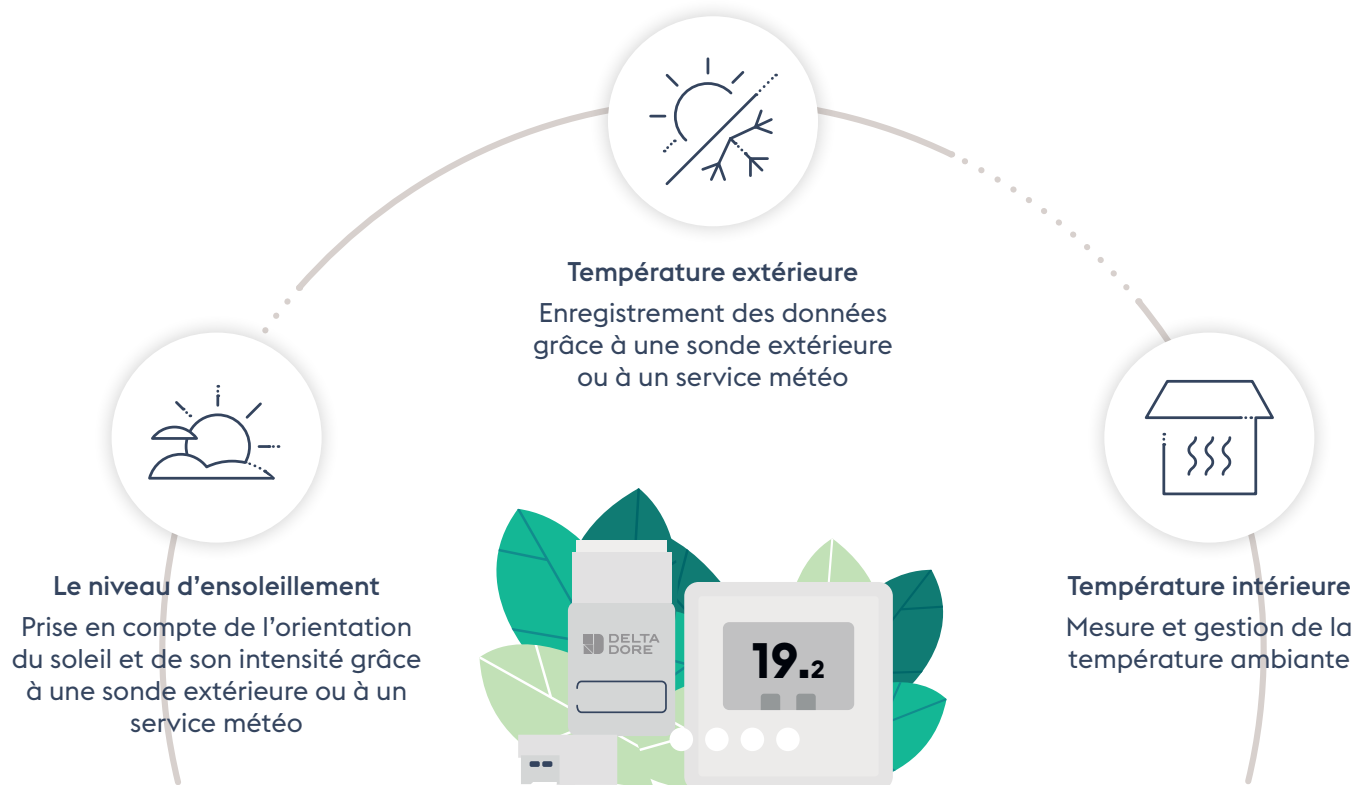 Température extérieure
Enregistrement des données
grâce à une sonde extérieure
ou à un service météo
Le niveau d’ensoleillement
Prise en compte de l’orientation
du soleil et de son intensité grâce
à une sonde extérieure ou à un
service météo
Température intérieure
Mesure et gestion de la
température ambiante
DELTA
DORE
19.2